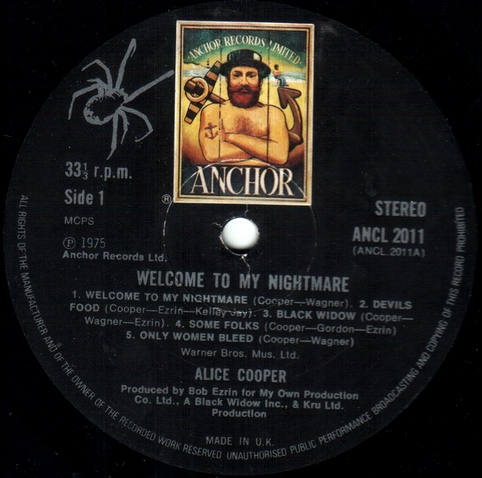 ANCHOR RECORDS LIMITED
ANCHOR
®
33⅓ r.p.m.
Side 1
MCPS
Ⓟ 1975
Anchor Records Ltd.
STEREO
ANCL 2011
(ANCL.2011A)
WELCOME TO MY NIGHTMARE
1. WELCOME TO MY NIGHTMARE (Cooper—Wagner). 2. DEVILS
FOOD (Cooper—Ezrin—Kelley Jay). 3. BLACK WIDOW (Cooper—
Wagner—Ezrin). 4. SOME FOLKS (Cooper—Gordon—Ezrin)
5. ONLY WOMEN BLEED (Cooper—Wagner)
Warner Bros. Mus. Ltd.
ALICE COOPER
Produced by Bob Ezrin for My Own Production
Co. Ltd., A Black Widow Inc., & Kru Ltd.
Production
MADE IN U.K.
ALL RIGHTS OF THE MANUFACTURER AND OF THE OWNER OF THE RECORDED WORK RESERVED UNAUTHORISED PUBLIC PERFORMANCE BROADCASTING AND COPYING OF THIS RECORD PROHIBITED